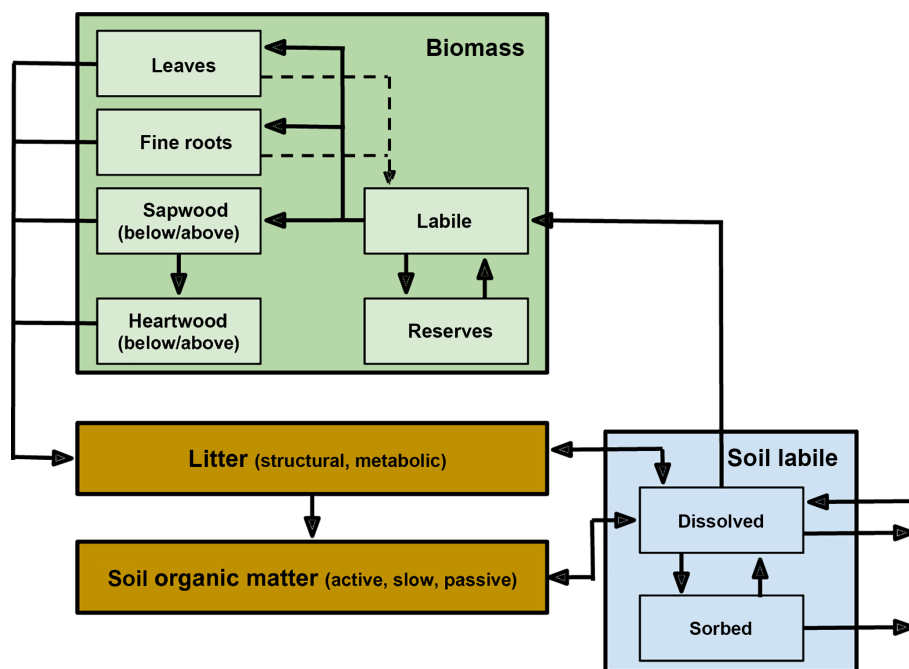 Biomass
Leaves
Fine roots
Sapwood
(below/above)
Labile
Heartwood
(below/above)
Reserves
Litter (structural, metabolic)
Soil labile
Dissolved
Soil organic matter (active, slow, passive)
Sorbed